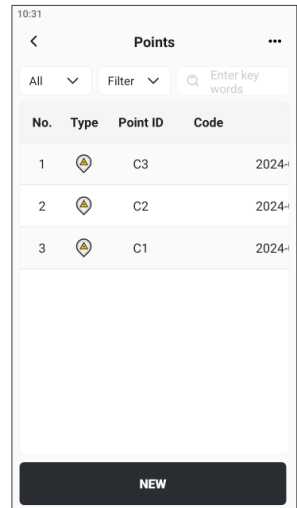 10:31
Points
All Filter Enter key words
No. Type Point ID Code
1 C3 2024-
2 C2 2024-
3 C1 2024-
NEW